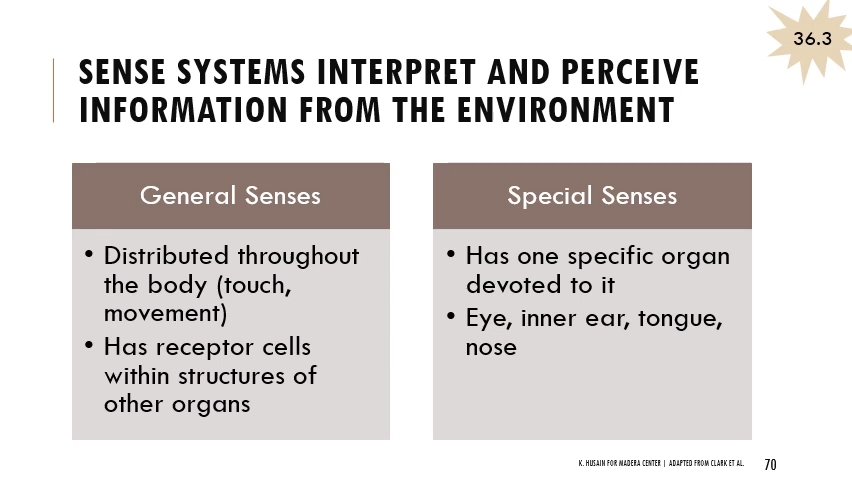 36.3
SENSE SYSTEMS INTERPRET AND PERCEIVE
INFORMATION FROM THE ENVIRONMENT
General Senses
• Distributed throughout
the body (touch,
movement)
• Has receptor cells
within structures of
other organs
Special Senses
• Has one specific organ
devoted to it
• Eye, inner ear, tongue,
nose
K. HUSAIN FOR MADERA CENTER | ADAPTED FROM CLARK ET AL.
70